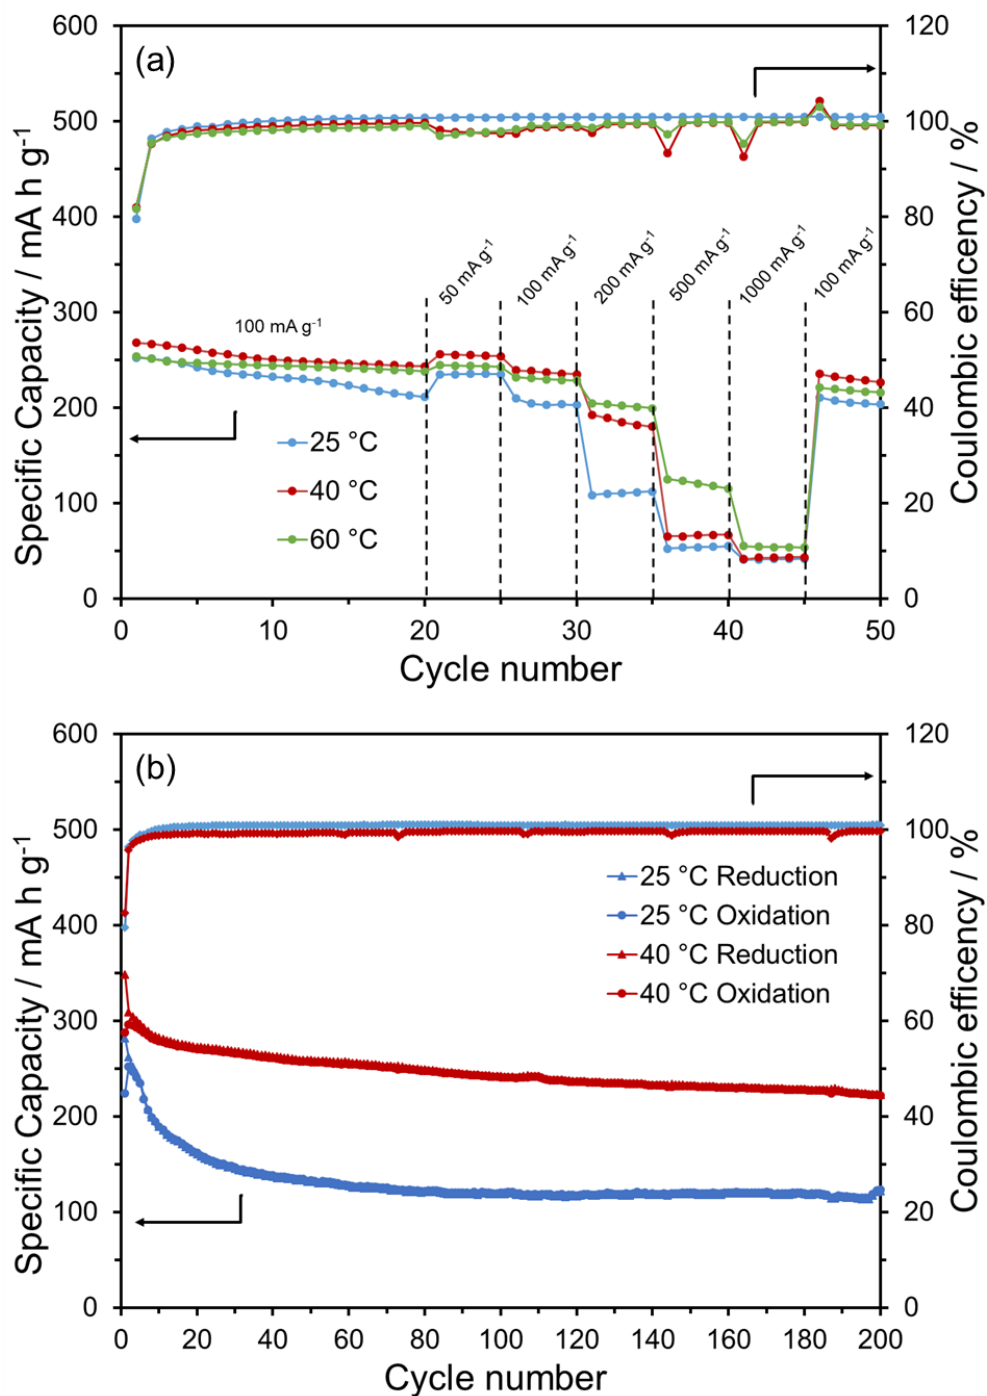 (a)
600
500
400
300
200
100
0
Specific Capacity / mA h g⁻¹
120
100
80
60
40
20
0
Coulombic efficency / %
100 mA g⁻¹
50 mA g⁻¹
100 mA g⁻¹
200 mA g⁻¹
500 mA g⁻¹
1000 mA g⁻¹
100 mA g⁻¹
25 °C
40 °C
60 °C
0 10 20 30 40 50
Cycle number
(b)
600
500
400
300
200
100
0
Specific Capacity / mA h g⁻¹
120
100
80
60
40
20
0
Coulombic efficency / %
25 °C Reduction
25 °C Oxidation
40 °C Reduction
40 °C Oxidation
0 20 40 60 80 100 120 140 160 180 200
Cycle number